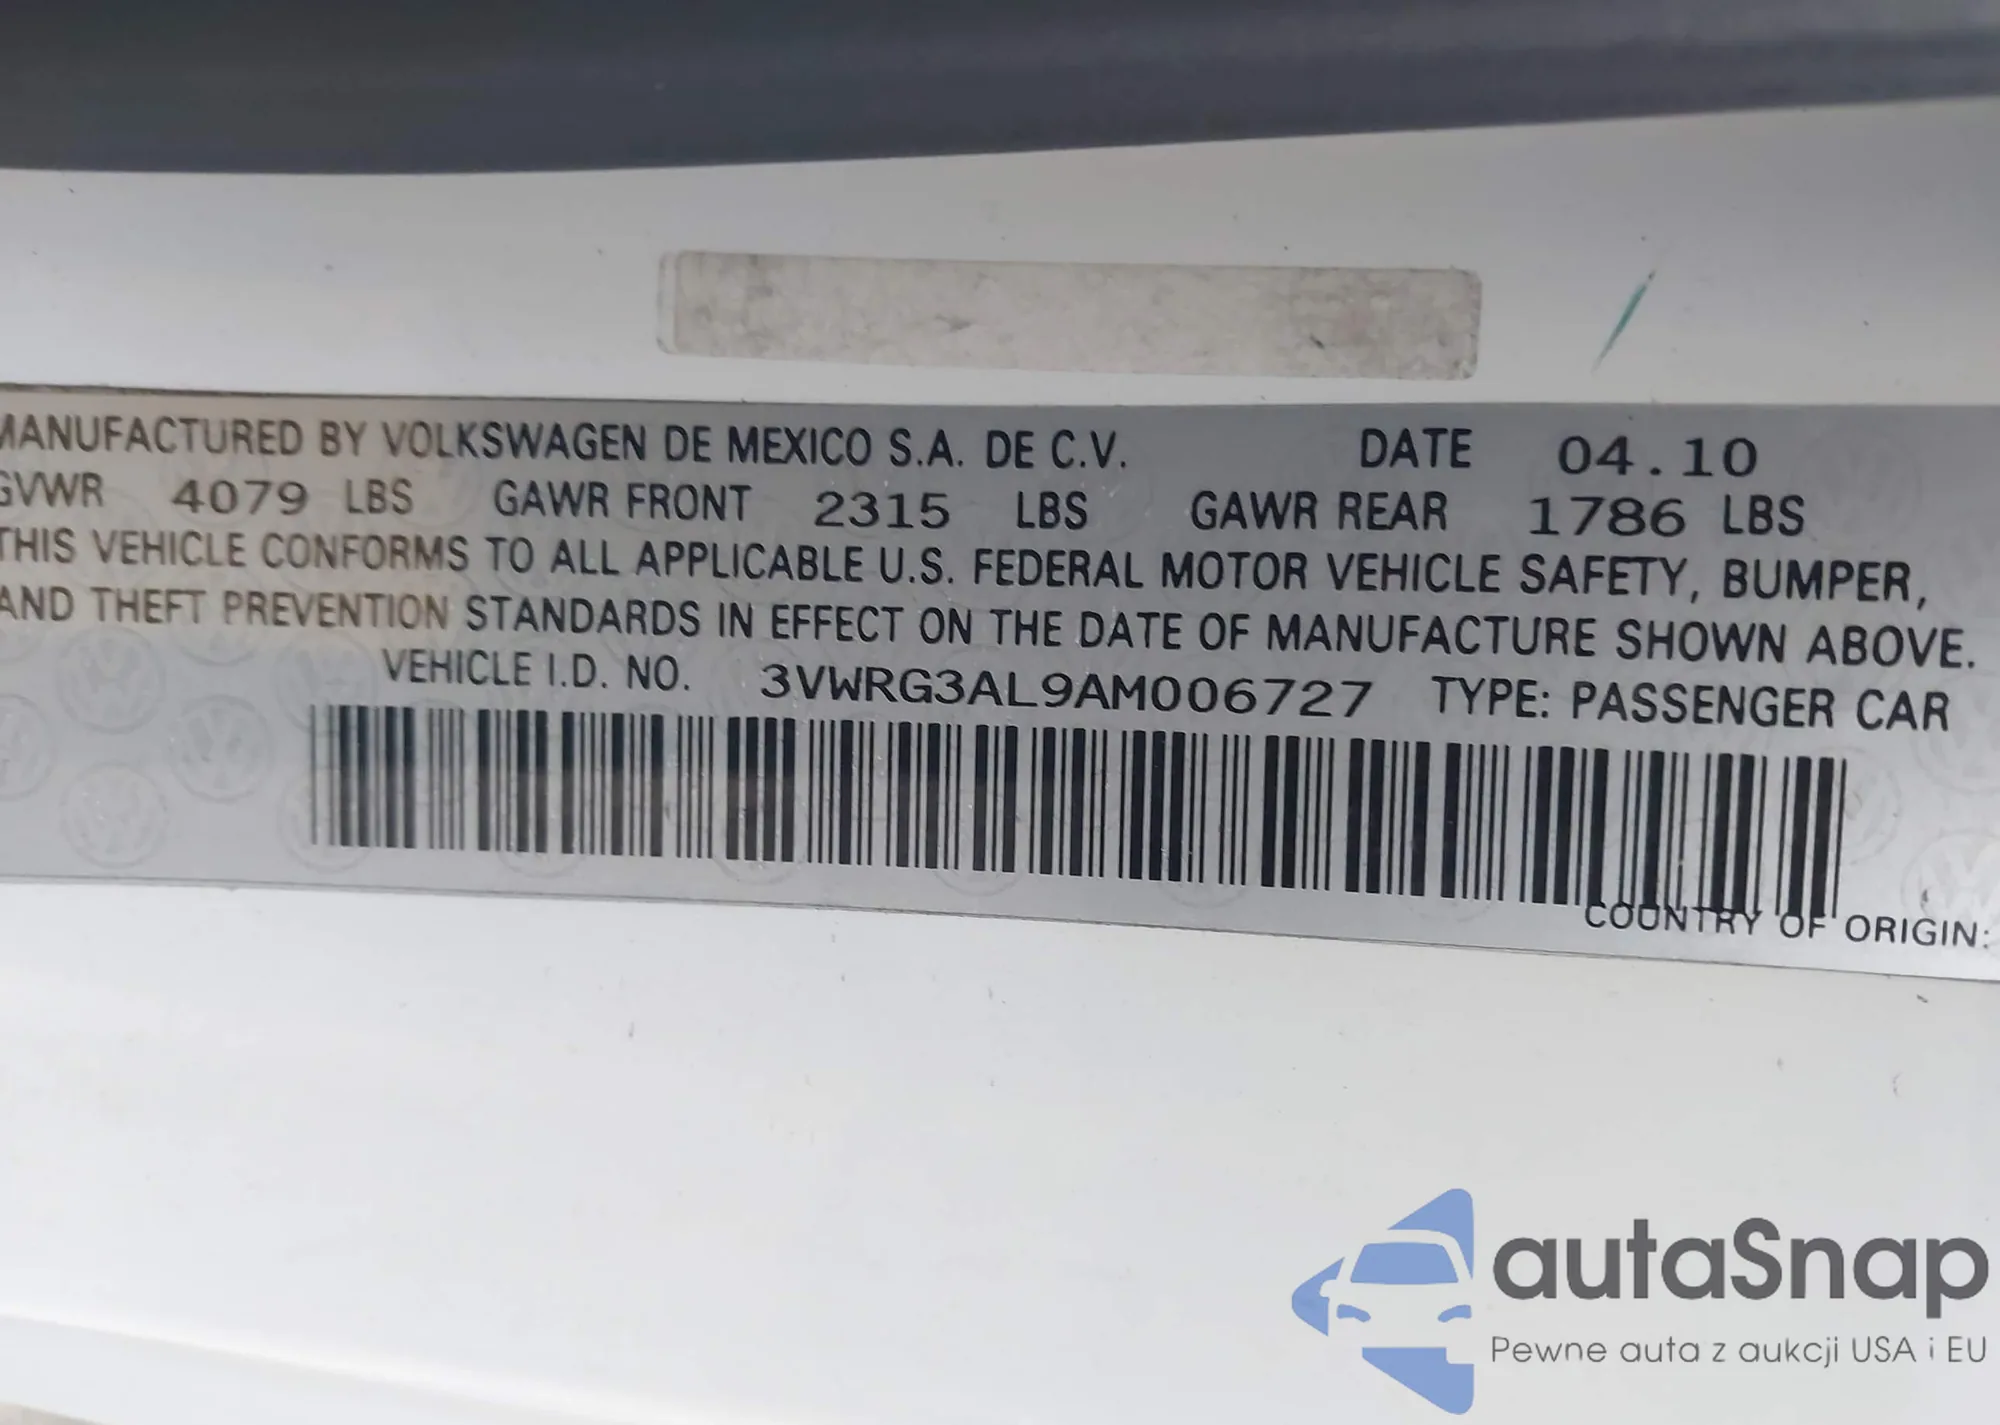 MANUFACTURED BY VOLKSWAGEN DE MEXICO S.A. DE C.V. DATE 04.10
GVWR 4079 LBS GAWR FRONT 2315 LBS GAWR REAR 1786 LBS
THIS VEHICLE CONFORMS TO ALL APPLICABLE U.S. FEDERAL MOTOR VEHICLE SAFETY, BUMPER,
AND THEFT PREVENTION STANDARDS IN EFFECT ON THE DATE OF MANUFACTURE SHOWN ABOVE.
VEHICLE I.D. NO. 3VWRG3AL9AM006727 TYPE: PASSENGER CAR
COUNTRY OF ORIGIN:
autaSnap
Pewne auta z aukcji USA i EU